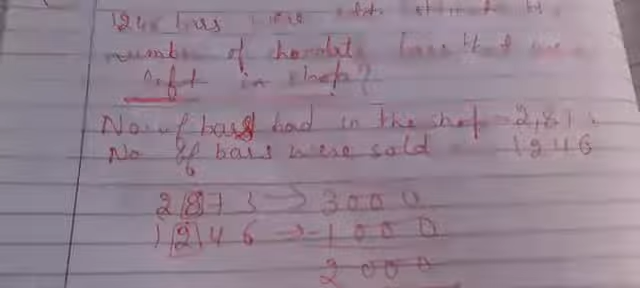 number of
left in shop?
No. of bars had in the shop 2,81
No of bars were sold 1246
2873 → 3000
1246 → 1000
2000